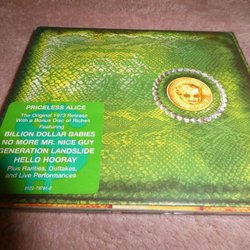 PRICELESS ALICE
The Original 1973 Release
With a Bonus Disc of Riches
Featuring
BILLION DOLLAR BABIES
NO MORE MR. NICE GUY
GENERATION LANDSLIDE
HELLO HOORAY
Plus Rarities, Outtakes,
and Live Performances